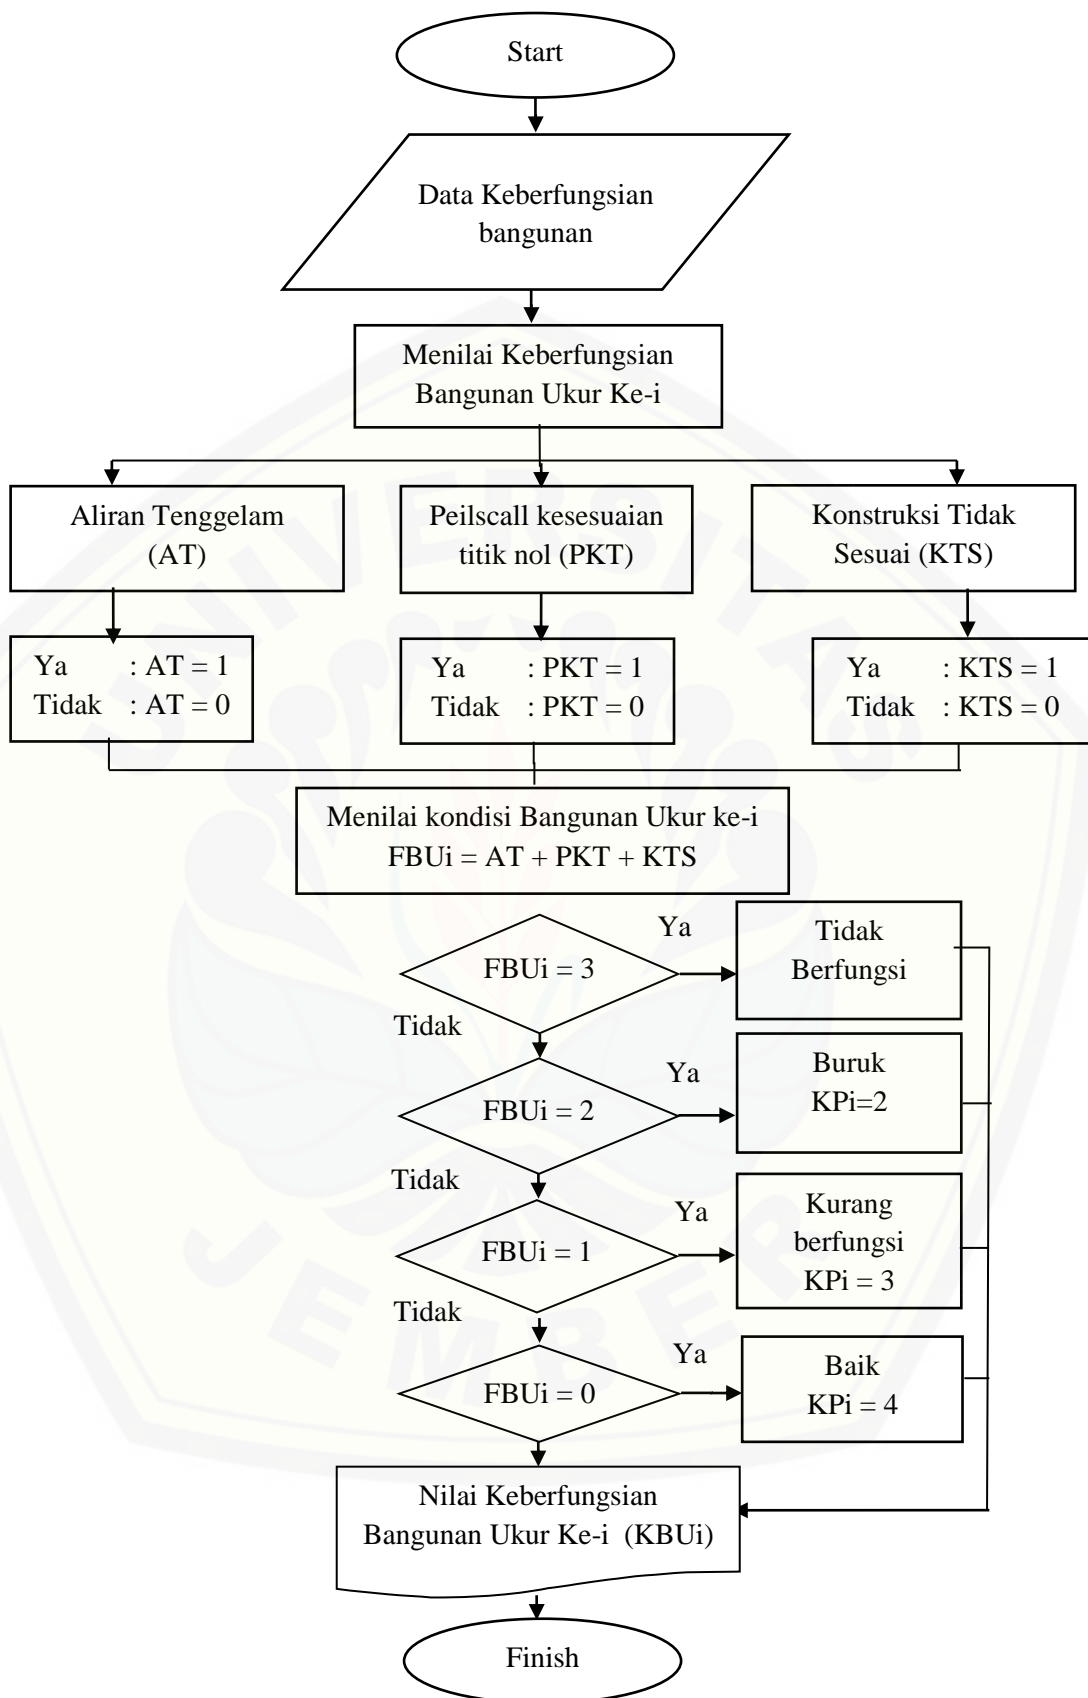 Start
Data Keberfungsian
bangunan
Menilai Keberfungsian
Bangunan Ukur Ke-i
Aliran Tenggelam
(AT)
Peilscall kesesuaian
titik nol (PKT)
Konstruksi Tidak
Sesuai (KTS)
Ya : AT = 1
Tidak : AT = 0
Ya : PKT = 1
Tidak : PKT = 0
Ya : KTS = 1
Tidak : KTS = 0
Menilai kondisi Bangunan Ukur ke-i
FBUi = AT + PKT + KTS
FBUi = 3
Ya
Tidak
Berfungsi
Tidak
FBUi = 2
Ya
Buruk
KPi=2
Tidak
FBUi = 1
Ya
Kurang
berfungsi
KPi = 3
Tidak
FBUi = 0
Ya
Baik
KPi = 4
Nilai Keberfungsian
Bangunan Ukur Ke-i (KBUi)
Finish
UNIVERSITAS
JEMBER